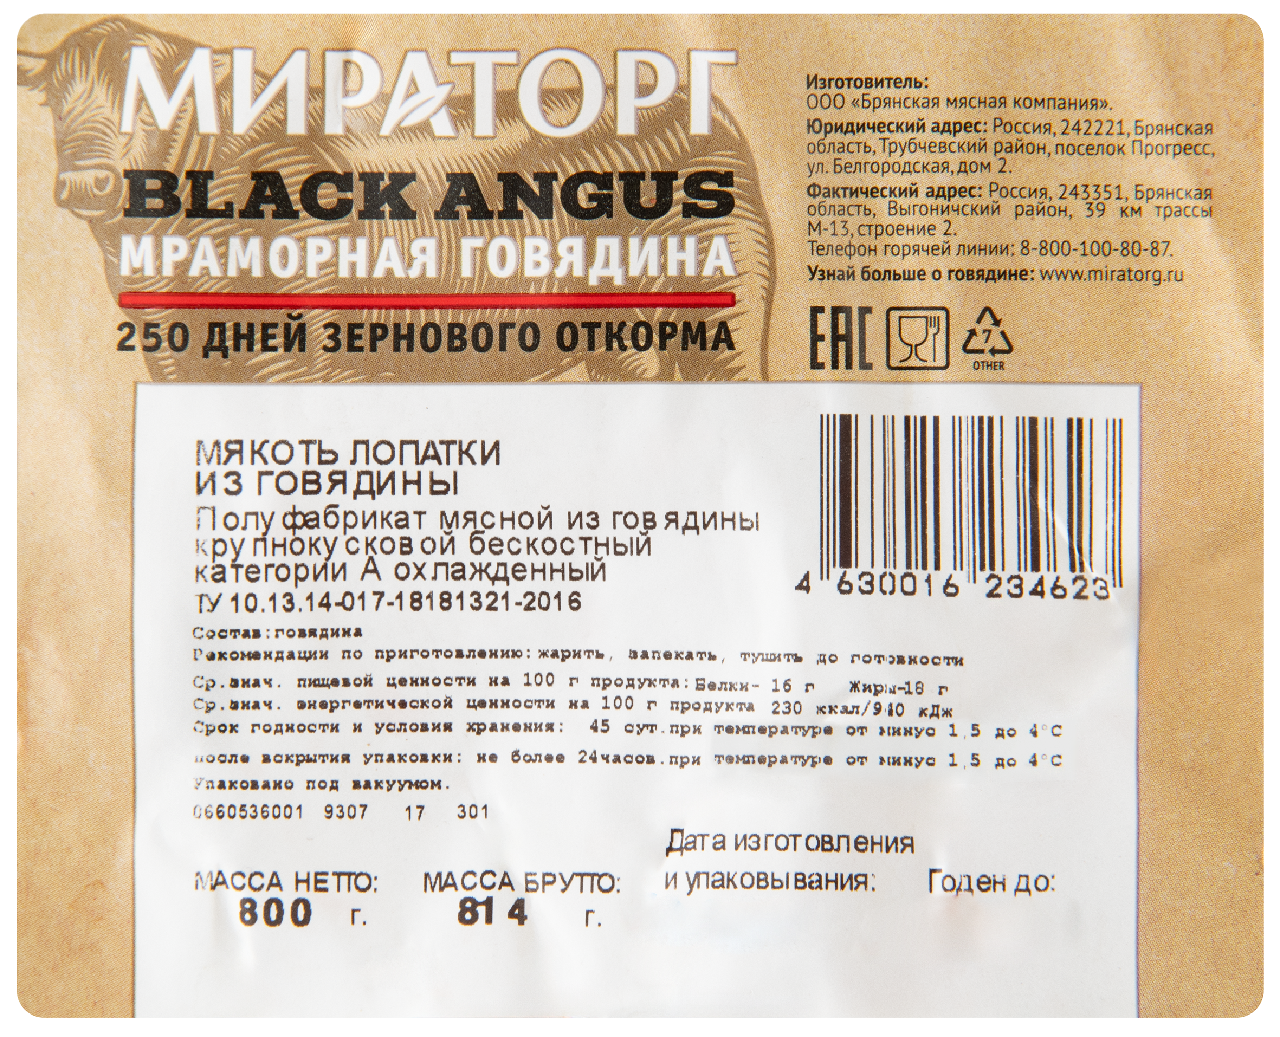 МИРАТОРГ
BLACK ANGUS
МРАМОРНАЯ ГОВЯДИНА
250 ДНЕЙ ЗЕРНОВОГО ОТКОРМА
Изготовитель:
ООО «Брянская мясная компания».
Юридический адрес: Россия, 242221, Брянская
область, Трубчевский район, поселок Прогресс,
ул. Белгородская, дом 2.
Фактический адрес: Россия, 243351, Брянская
область, Выгоничский район, 39 км трассы
М-13, строение 2.
Телефон горячей линии: 8-800-100-80-87.
Узнай больше о говядине: www.miratorg.ru
EAC
7
OTHER
МЯКОТЬ ЛОПАТКИ
ИЗ ГОВЯДИНЫ
Полуфабрикат мясной из говядины
крупнокусковой бескостный
категории А охлажденный
ТУ 10.13.14-017-18181321-2016
4 630016 234623
Состав:говядина
Рекомендации по приготовлению: жарить, запекать, тушить до готовности
Ср.знач. пищевой ценности на 100 г продукта: Белки- 16 г Жиры-18 г
Ср.знач. энергетической ценности на 100 г продукта 230 ккал/940 кДж
Срок годности и условия хранения: 45 сут.при температуре от минус 1,5 до 4°С
после вскрытия упаковки: не более 24часов.при температуре от минус 1,5 до 4°С
Упаковано под вакуумом.
0660536001 9307 17 301
Дата изготовления
и упаковывания:
Годен до:
МАССА НЕТТО:
800 г.
МАССА БРУТТО:
814 г.